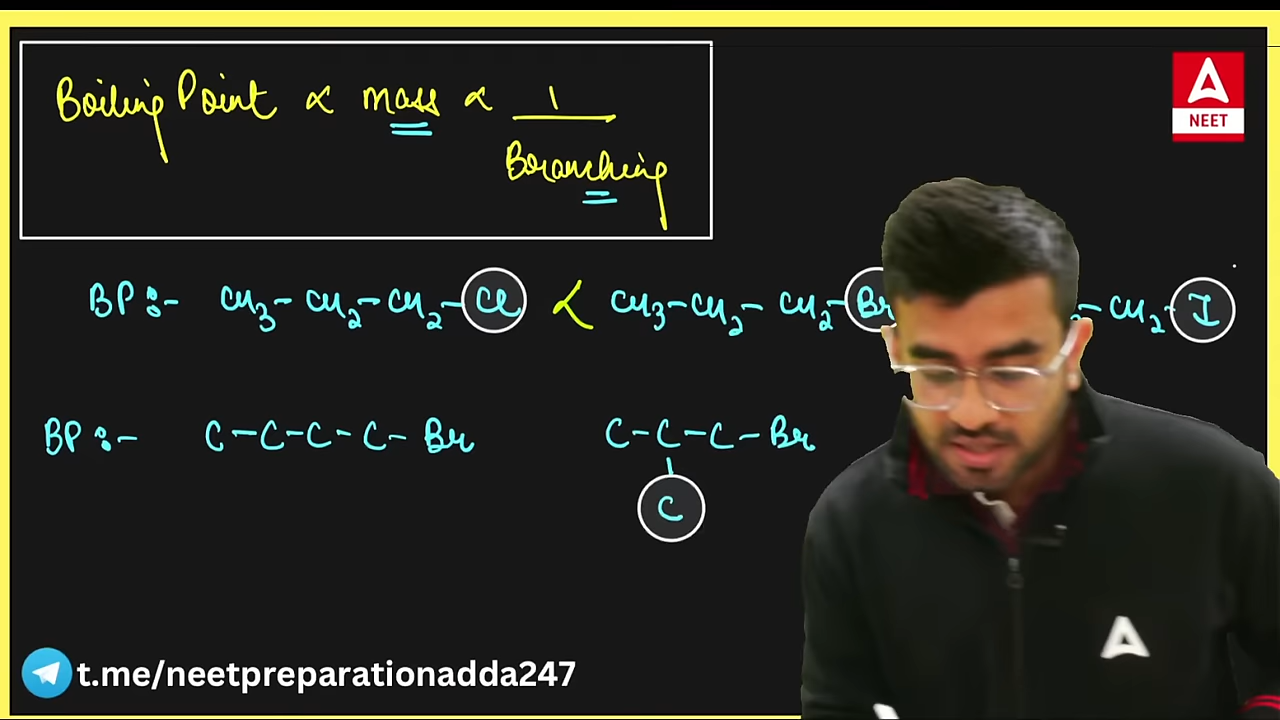 Boiling Point ∝ mass ∝ 1
Branching
NEET
BP :- CH3 - CH2 - CH2 - Cl < CH3 - CH2 - CH2 - Br - CH2 - I
BP :- C - C - C - C - Br C - C - C - Br
C
t.me/neetpreparationadda247